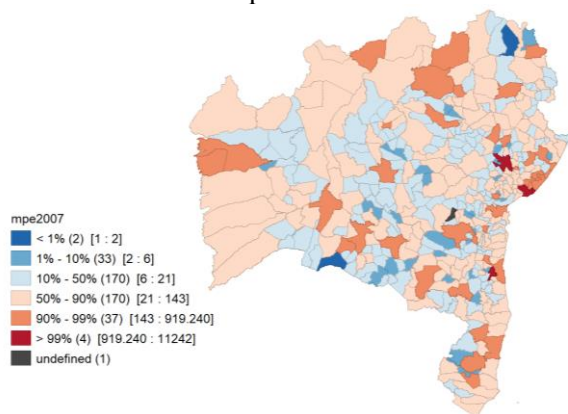 mpe2007
< 1% (2) [1 : 2]
1% - 10% (33) [2 : 6]
10% - 50% (170) [6 : 21]
50% - 90% (170) [21 : 143]
90% - 99% (37) [143 : 919.240]
> 99% (4) [919.240 : 11242]
undefined (1)